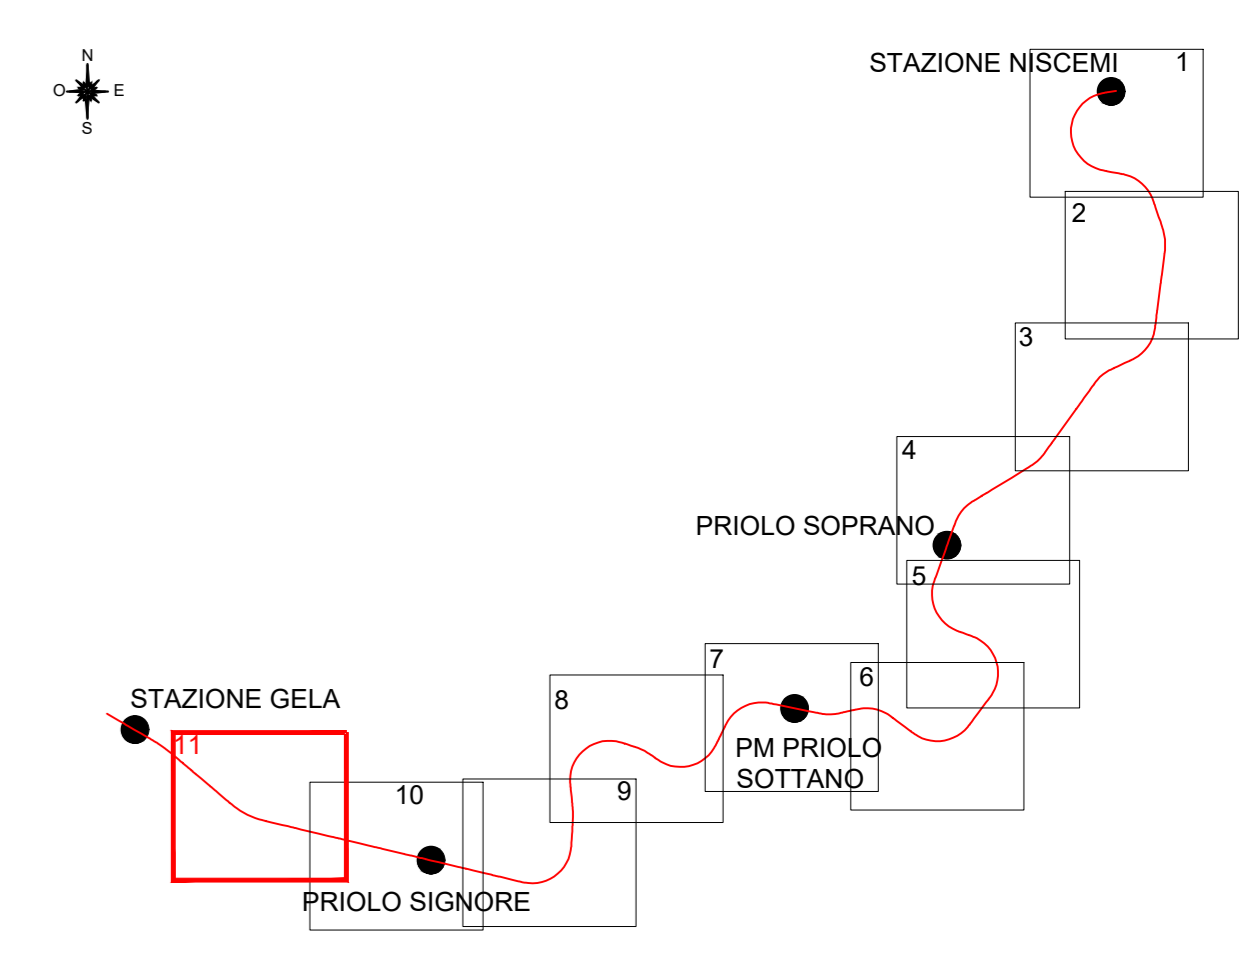 N
O E
S
STAZIONE NISCEMI
1
2
3
4
PRIOLO SOPRANO
5
6
7
PM PRIOLO
SOTTANO
8
9
STAZIONE GELA
11
10
PRIOLO SIGNORE